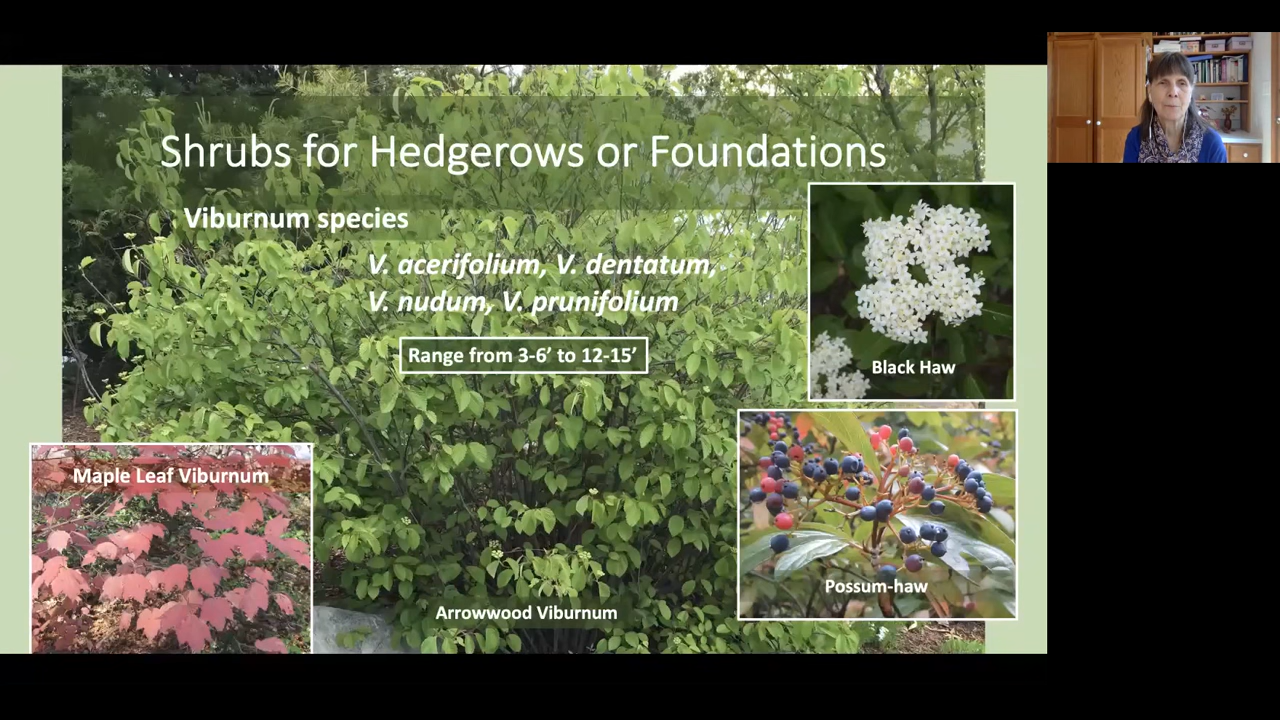 Shrubs for Hedgerows or Foundations
Viburnum species
V. acerifolium, V. dentatum,
V. nudum, V. prunifolium
Range from 3-6’ to 12-15’
Black Haw
Maple Leaf Viburnum
Possum-haw
Arrowwood Viburnum